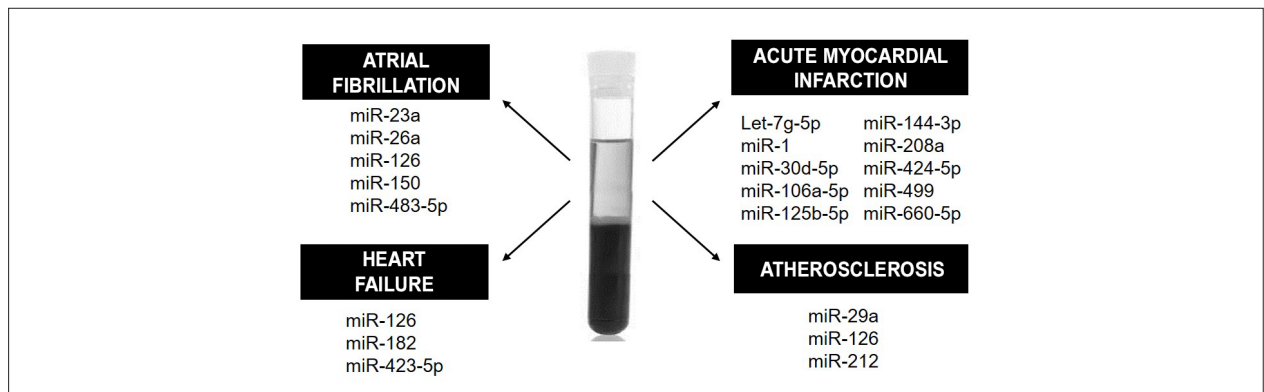 ATRIAL
FIBRILLATION
miR-23a
miR-26a
miR-126
miR-150
miR-483-5p
ACUTE MYOCARDIAL
INFARCTION
Let-7g-5p miR-144-3p
miR-1 miR-208a
miR-30d-5p miR-424-5p
miR-106a-5p miR-499
miR-125b-5p miR-660-5p
HEART
FAILURE
miR-126
miR-182
miR-423-5p
ATHEROSCLEROSIS
miR-29a
miR-126
miR-212